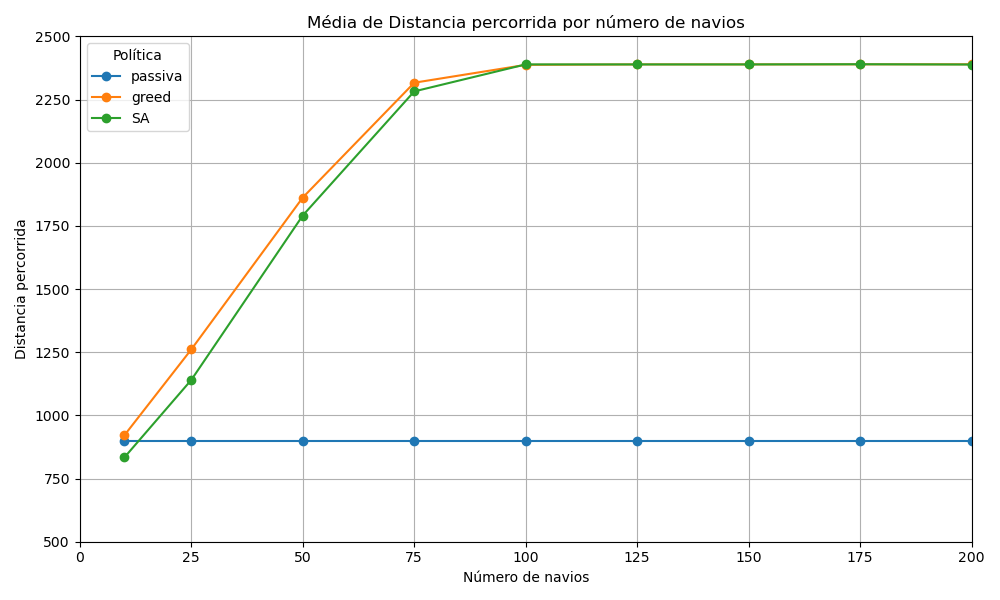 Média de Distancia percorrida por número de navios
Política
passiva
greed
SA
2500
2250
2000
1750
1500
1250
1000
750
500
Distancia percorrida
0 25 50 75 100 125 150 175 200
Número de navios